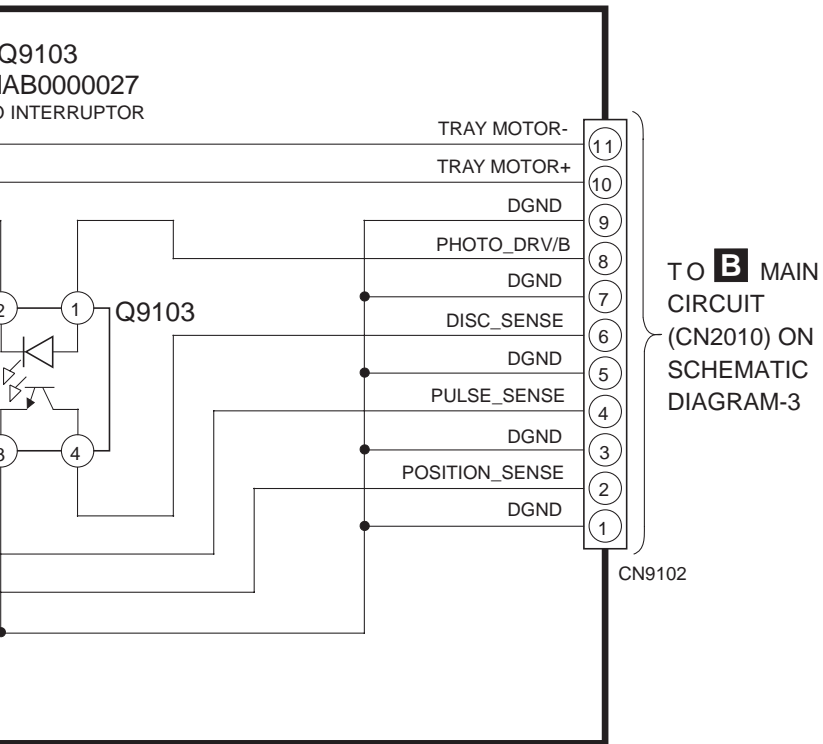 Q9103
AB0000027
INTERRUPTOR
TRAY MOTOR- 11
TRAY MOTOR+ 10
DGND 9
PHOTO_DRV/B 8
DGND 7
DISC_SENSE 6
DGND 5
PULSE_SENSE 4
DGND 3
POSITION_SENSE 2
DGND 1
CN9102
TO B MAIN
CIRCUIT
(CN2010) ON
SCHEMATIC
DIAGRAM-3
2 1 Q9103
3 4